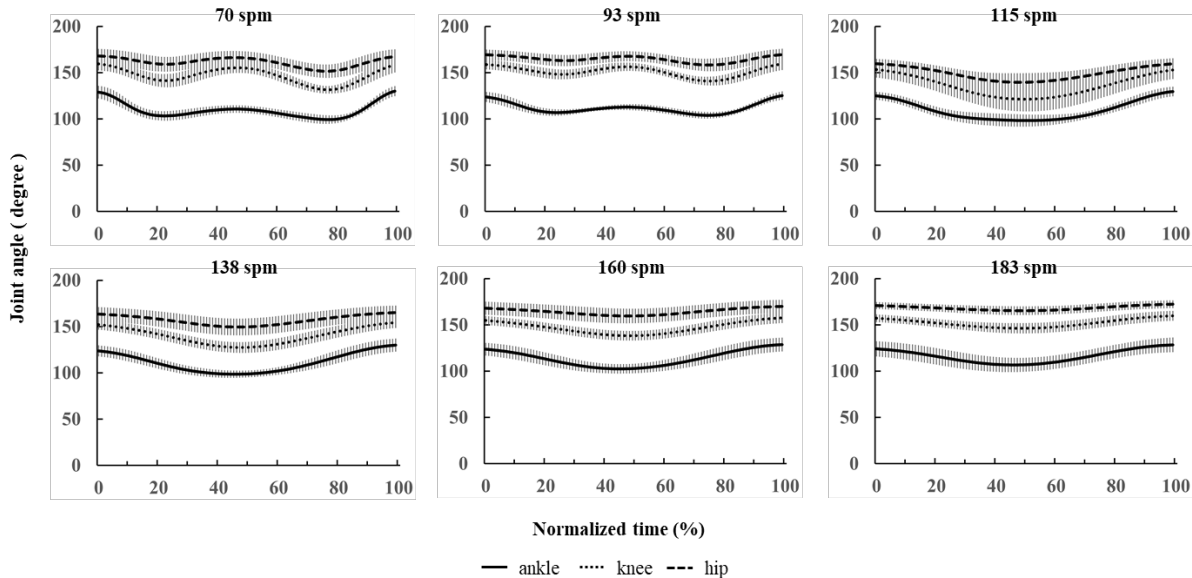 70 spm
93 spm
115 spm
200
150
100
50
0
0 20 40 60 80 100
200
150
100
50
0
0 20 40 60 80 100
200
150
100
50
0
0 20 40 60 80 100
Joint angle ( degree )
138 spm
160 spm
183 spm
200
150
100
50
0
0 20 40 60 80 100
200
150
100
50
0
0 20 40 60 80 100
200
150
100
50
0
0 20 40 60 80 100
Normalized time (%)
ankle knee hip